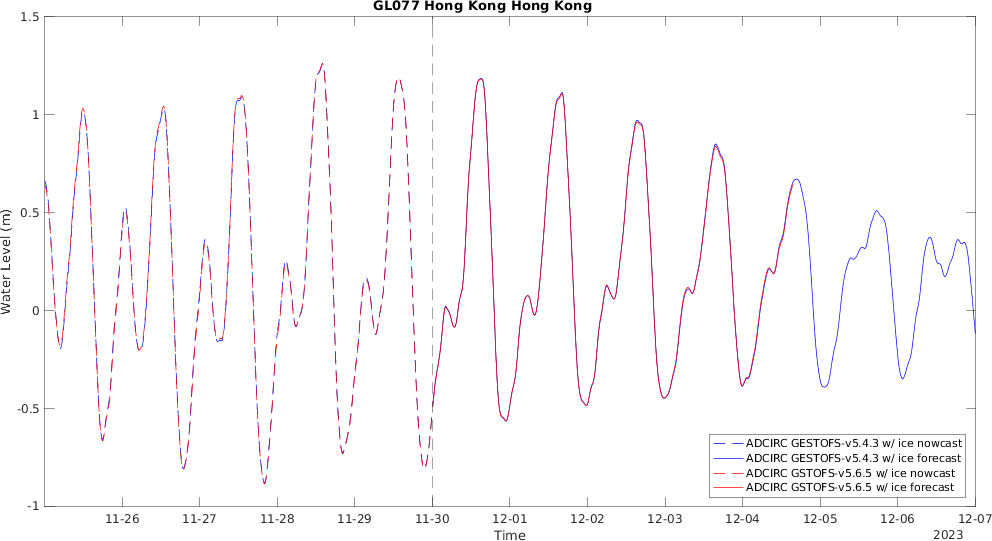 GL077 Hong Kong Hong Kong
1.5
1
0.5
0
-0.5
-1
Water Level (m)
ADCIRC GESTOFS-v5.4.3 w/ ice nowcast
ADCIRC GESTOFS-v5.4.3 w/ ice forecast
ADCIRC GSTOFS-v5.6.5 w/ ice nowcast
ADCIRC GSTOFS-v5.6.5 w/ ice forecast
11-26 11-27 11-28 11-29 11-30 12-01 12-02 12-03 12-04 12-05 12-06 12-07
Time
2023